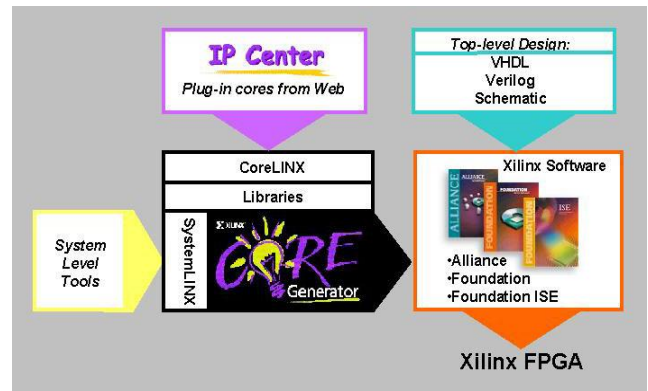 IP Center
Plug-in cores from Web
Top-level Design:
VHDL
Verilog
Schematic
CoreLINX
Libraries
System
Level
Tools
SystemLINX
XILINX
CORE
Generator
Xilinx Software
ALLIANCE
FOUNDATION
FOUNDATION
ISE
•Alliance
•Foundation
•Foundation ISE
Xilinx FPGA